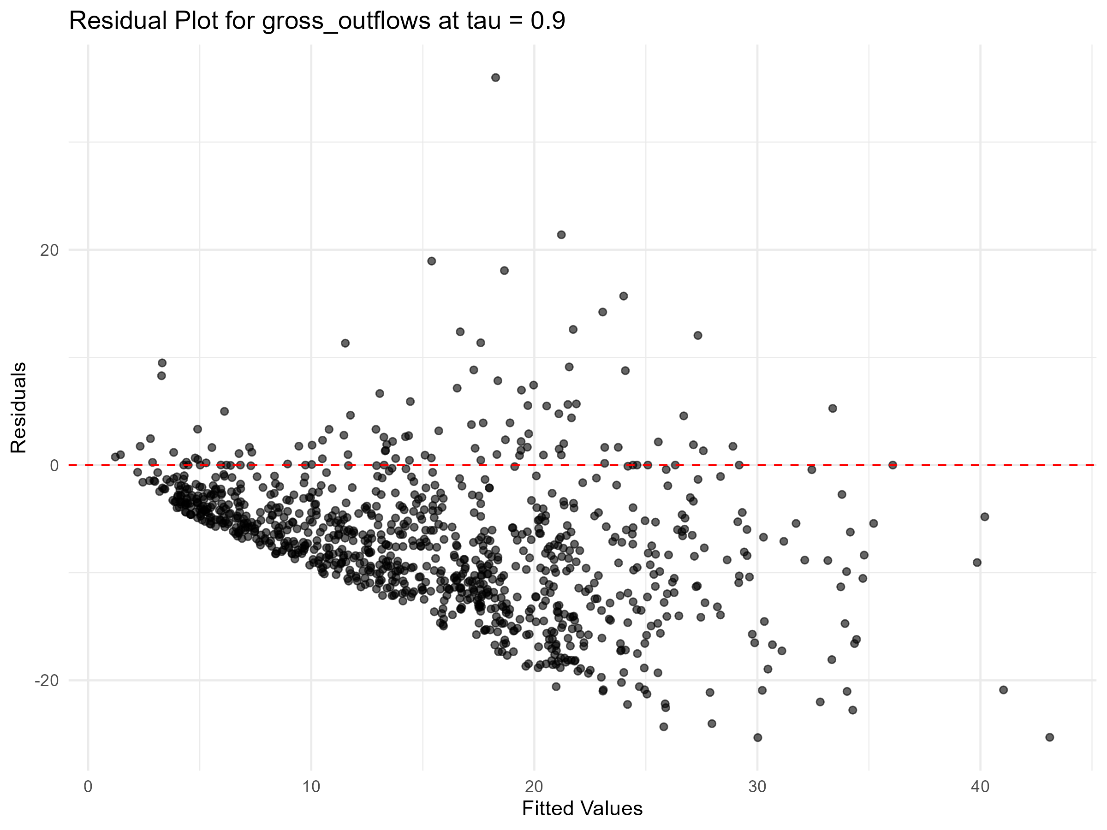 Residual Plot for gross_outflows at tau = 0.9
Residuals
20
0
-20
0 10 20 30 40
Fitted Values